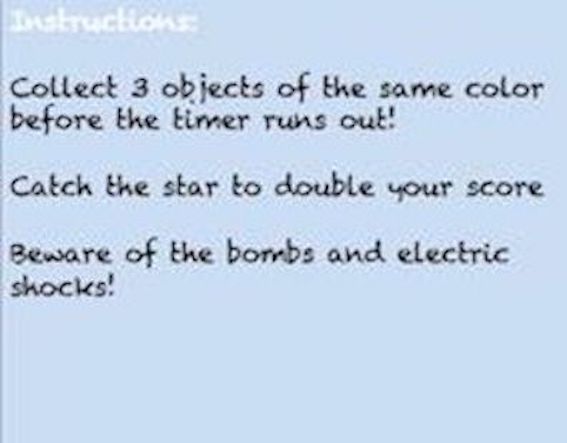 Instructions:
Collect 3 objects of the same color
before the timer runs out!
Catch the star to double your score
Beware of the bombs and electric
shocks!